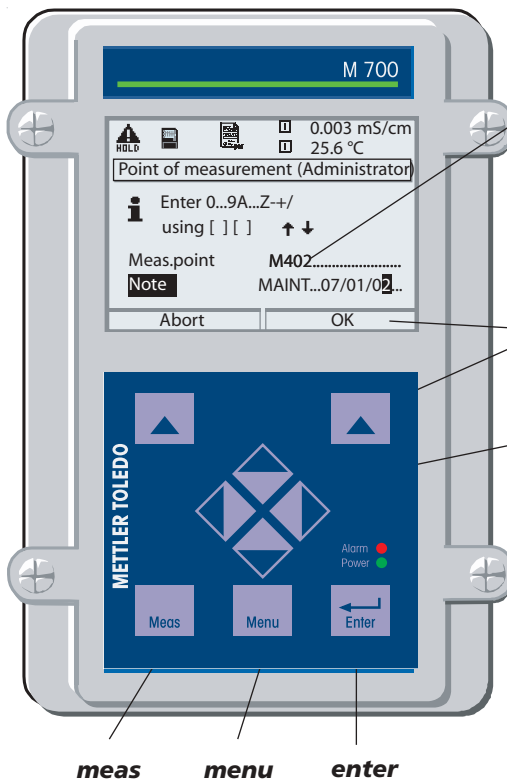 M 700
HOLD
0.003 mS/cm
25.6 °C
Point of measurement (Administrator)
Enter 0...9A...Z-+/
using [ ] [ ]
Meas.point M402......................
Note MAINT...07/01/02...
Abort OK
METTLER TOLEDO
Alarm
Power
Meas Menu Enter
meas menu enter